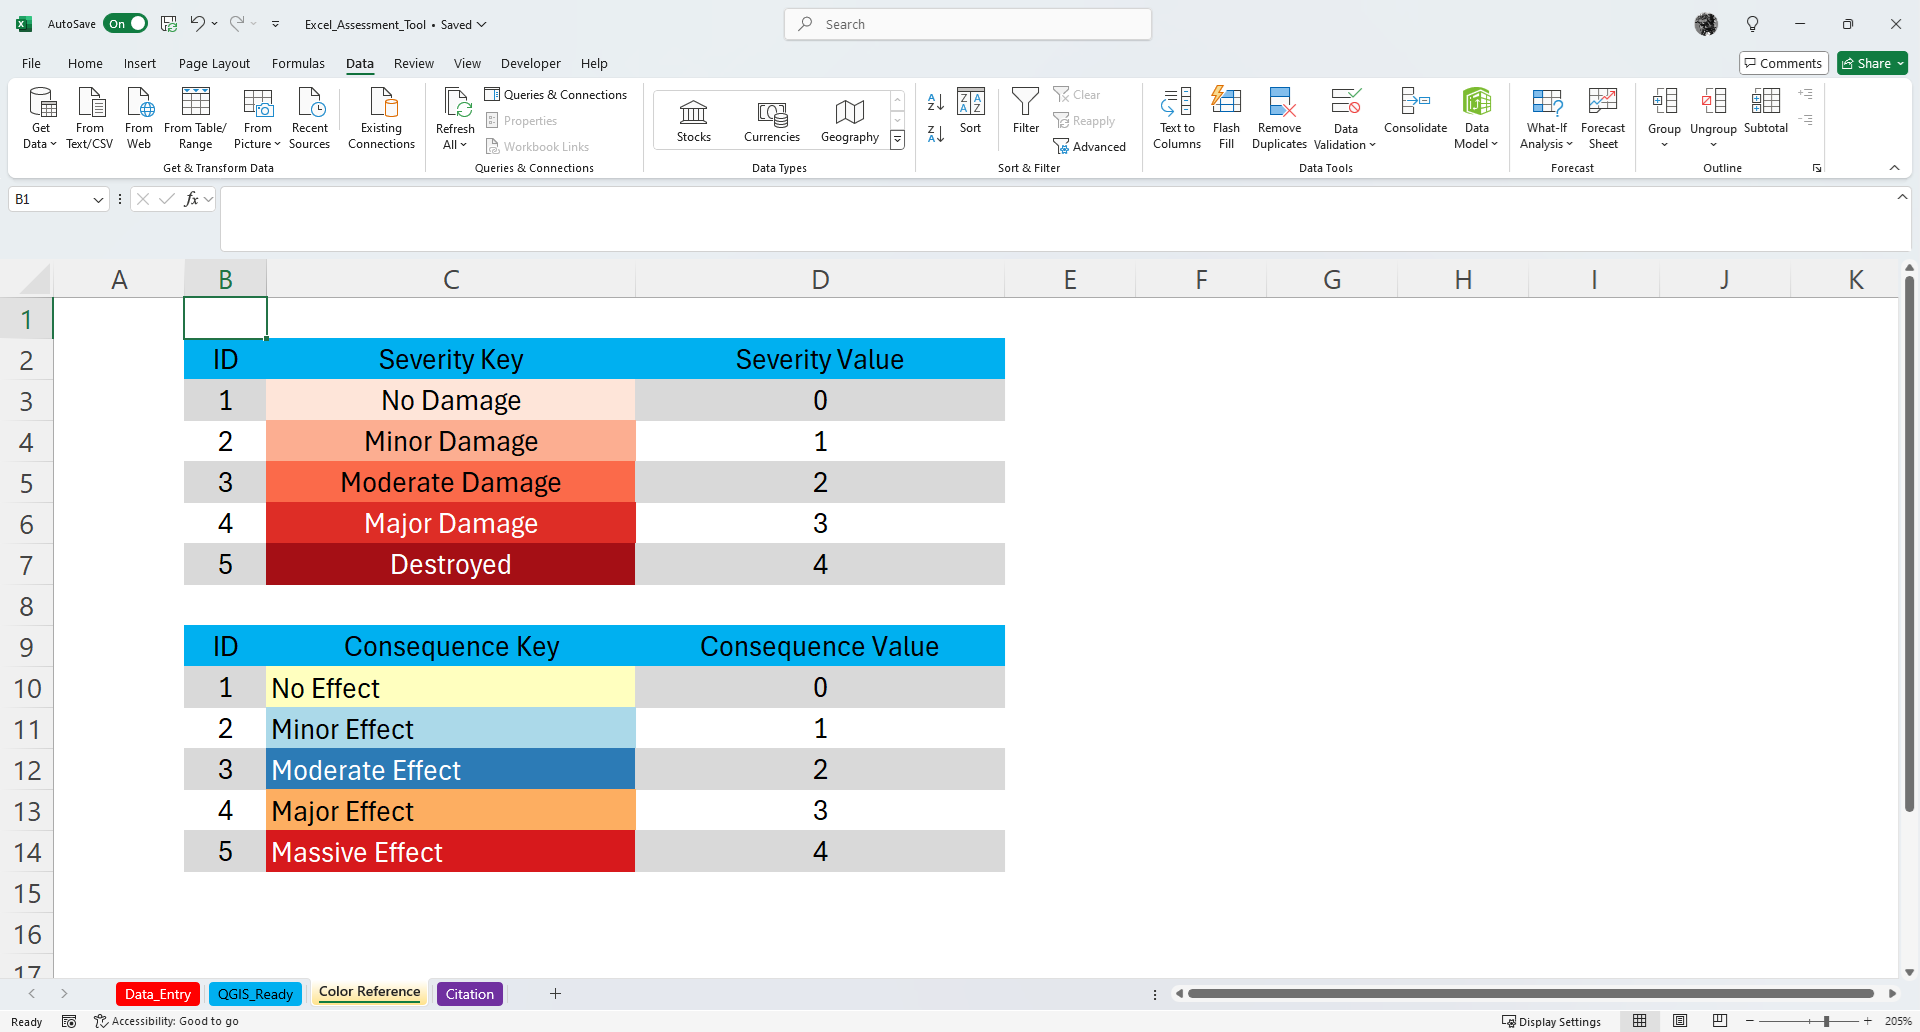 AutoSave On Excel_Assessment_Tool • Saved Search
File Home Insert Page Layout Formulas Data Review View Developer Help Comments Share
Get Data From Text/CSV From Web From Table/ Range From Picture Recent Sources Existing Connections
Get & Transform Data
Refresh All Queries & Connections
Properties
Workbook Links
Queries & Connections
Stocks Currencies Geography
Data Types
Sort Filter Clear
Reapply
Advanced
Sort & Filter
Text to Columns Flash Fill Remove Duplicates Data Validation Consolidate Data Model
Data Tools
What-If Analysis Forecast Sheet
Forecast
Group Ungroup Subtotal
Outline
B1 fx
A B C D E F G H I J K
1
2 ID Severity Key Severity Value
3 1 No Damage 0
4 2 Minor Damage 1
5 3 Moderate Damage 2
6 4 Major Damage 3
7 5 Destroyed 4
8
9 ID Consequence Key Consequence Value
10 1 No Effect 0
11 2 Minor Effect 1
12 3 Moderate Effect 2
13 4 Major Effect 3
14 5 Massive Effect 4
15
16
17
Data_Entry QGIS_Ready Color Reference Citation
Ready Accessibility: Good to go Display Settings 205%